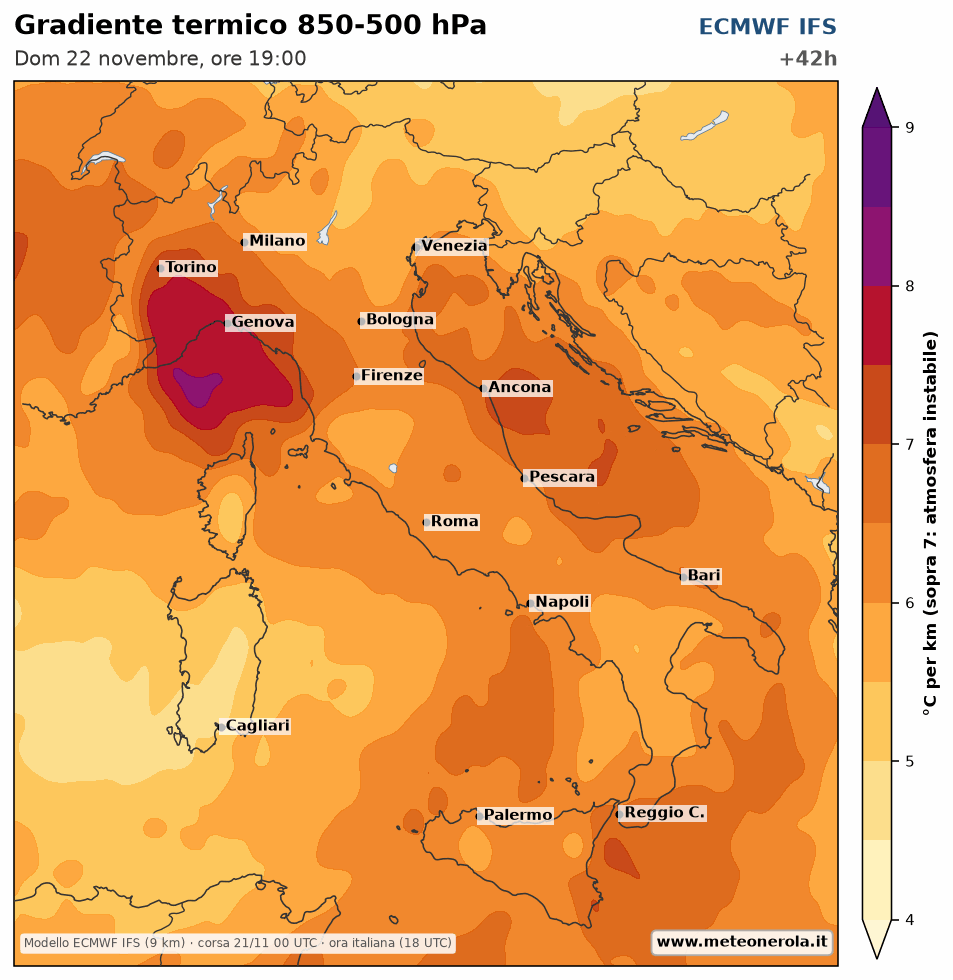 Gradiente termico 850-500 hPa
ECMWF IFS
Dom 22 novembre, ore 19:00
+42h
Milano
Venezia
Torino
Genova
Bologna
Firenze
Ancona
Pescara
Roma
Bari
Napoli
Cagliari
Palermo
Reggio C.
9
8
7
6
5
4
°C per km (sopra 7: atmosfera instabile)
Modello ECMWF IFS (9 km) · corsa 21/11 00 UTC · ora italiana (18 UTC)
www.meteonerola.it